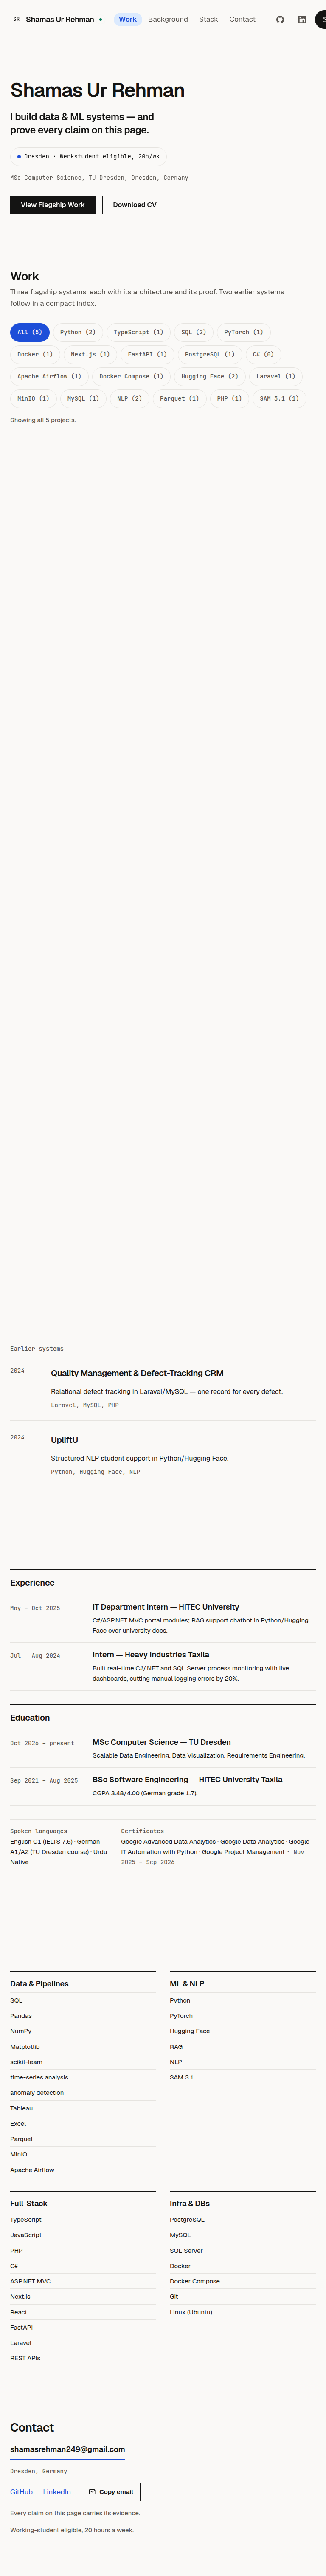 SR Shamas Ur Rehman Work Background Stack Contact
Shamas Ur Rehman
I build data & ML systems — and
prove every claim on this page.
Dresden · Werkstudent eligible, 20h/wk
MSc Computer Science, TU Dresden, Dresden, Germany
View Flagship Work Download CV
Work
Three flagship systems, each with its architecture and its proof. Two earlier systems
follow in a compact index.
All (5) Python (2) TypeScript (1) SQL (2) PyTorch (1)
Docker (1) Next.js (1) FastAPI (1) PostgreSQL (1) C# (0)
Apache Airflow (1) Docker Compose (1) Hugging Face (2) Laravel (1)
MinIO (1) MySQL (1) NLP (2) Parquet (1) PHP (1) SAM 3.1 (1)
Showing all 5 projects.
Earlier systems
2024 Quality Management & Defect-Tracking CRM
Relational defect tracking in Laravel/MySQL — one record for every defect.
Laravel, MySQL, PHP
2024 UpliftU
Structured NLP student support in Python/Hugging Face.
Python, Hugging Face, NLP
Experience
May – Oct 2025 IT Department Intern — HITEC University
C#/ASP.NET MVC portal modules; RAG support chatbot in Python/Hugging
Face over university docs.
Jul – Aug 2024 Intern — Heavy Industries Taxila
Built real-time C#/.NET and SQL Server process monitoring with live
dashboards, cutting manual logging errors by 20%.
Education
Oct 2026 – present MSc Computer Science — TU Dresden
Scalable Data Engineering, Data Visualization, Requirements Engineering.
Sep 2021 – Aug 2025 BSc Software Engineering — HITEC University Taxila
CGPA 3.48/4.00 (German grade 1.7).
Spoken languages
English C1 (IELTS 7.5) · German
A1/A2 (TU Dresden course) · Urdu
Native
Certificates
Google Advanced Data Analytics · Google Data Analytics · Google
IT Automation with Python · Google Project Management · Nov
2025 – Sep 2026
Data & Pipelines
SQL
Pandas
NumPy
Matplotlib
scikit-learn
time-series analysis
anomaly detection
Tableau
Excel
Parquet
MinIO
Apache Airflow
ML & NLP
Python
PyTorch
Hugging Face
RAG
NLP
SAM 3.1
Full-Stack
TypeScript
JavaScript
PHP
C#
ASP.NET MVC
Next.js
React
FastAPI
Laravel
REST APIs
Infra & DBs
PostgreSQL
MySQL
SQL Server
Docker
Docker Compose
Git
Linux (Ubuntu)
Contact
shamasrehman249@gmail.com
Dresden, Germany
GitHub LinkedIn Copy email
Every claim on this page carries its evidence.
Working-student eligible, 20 hours a week.